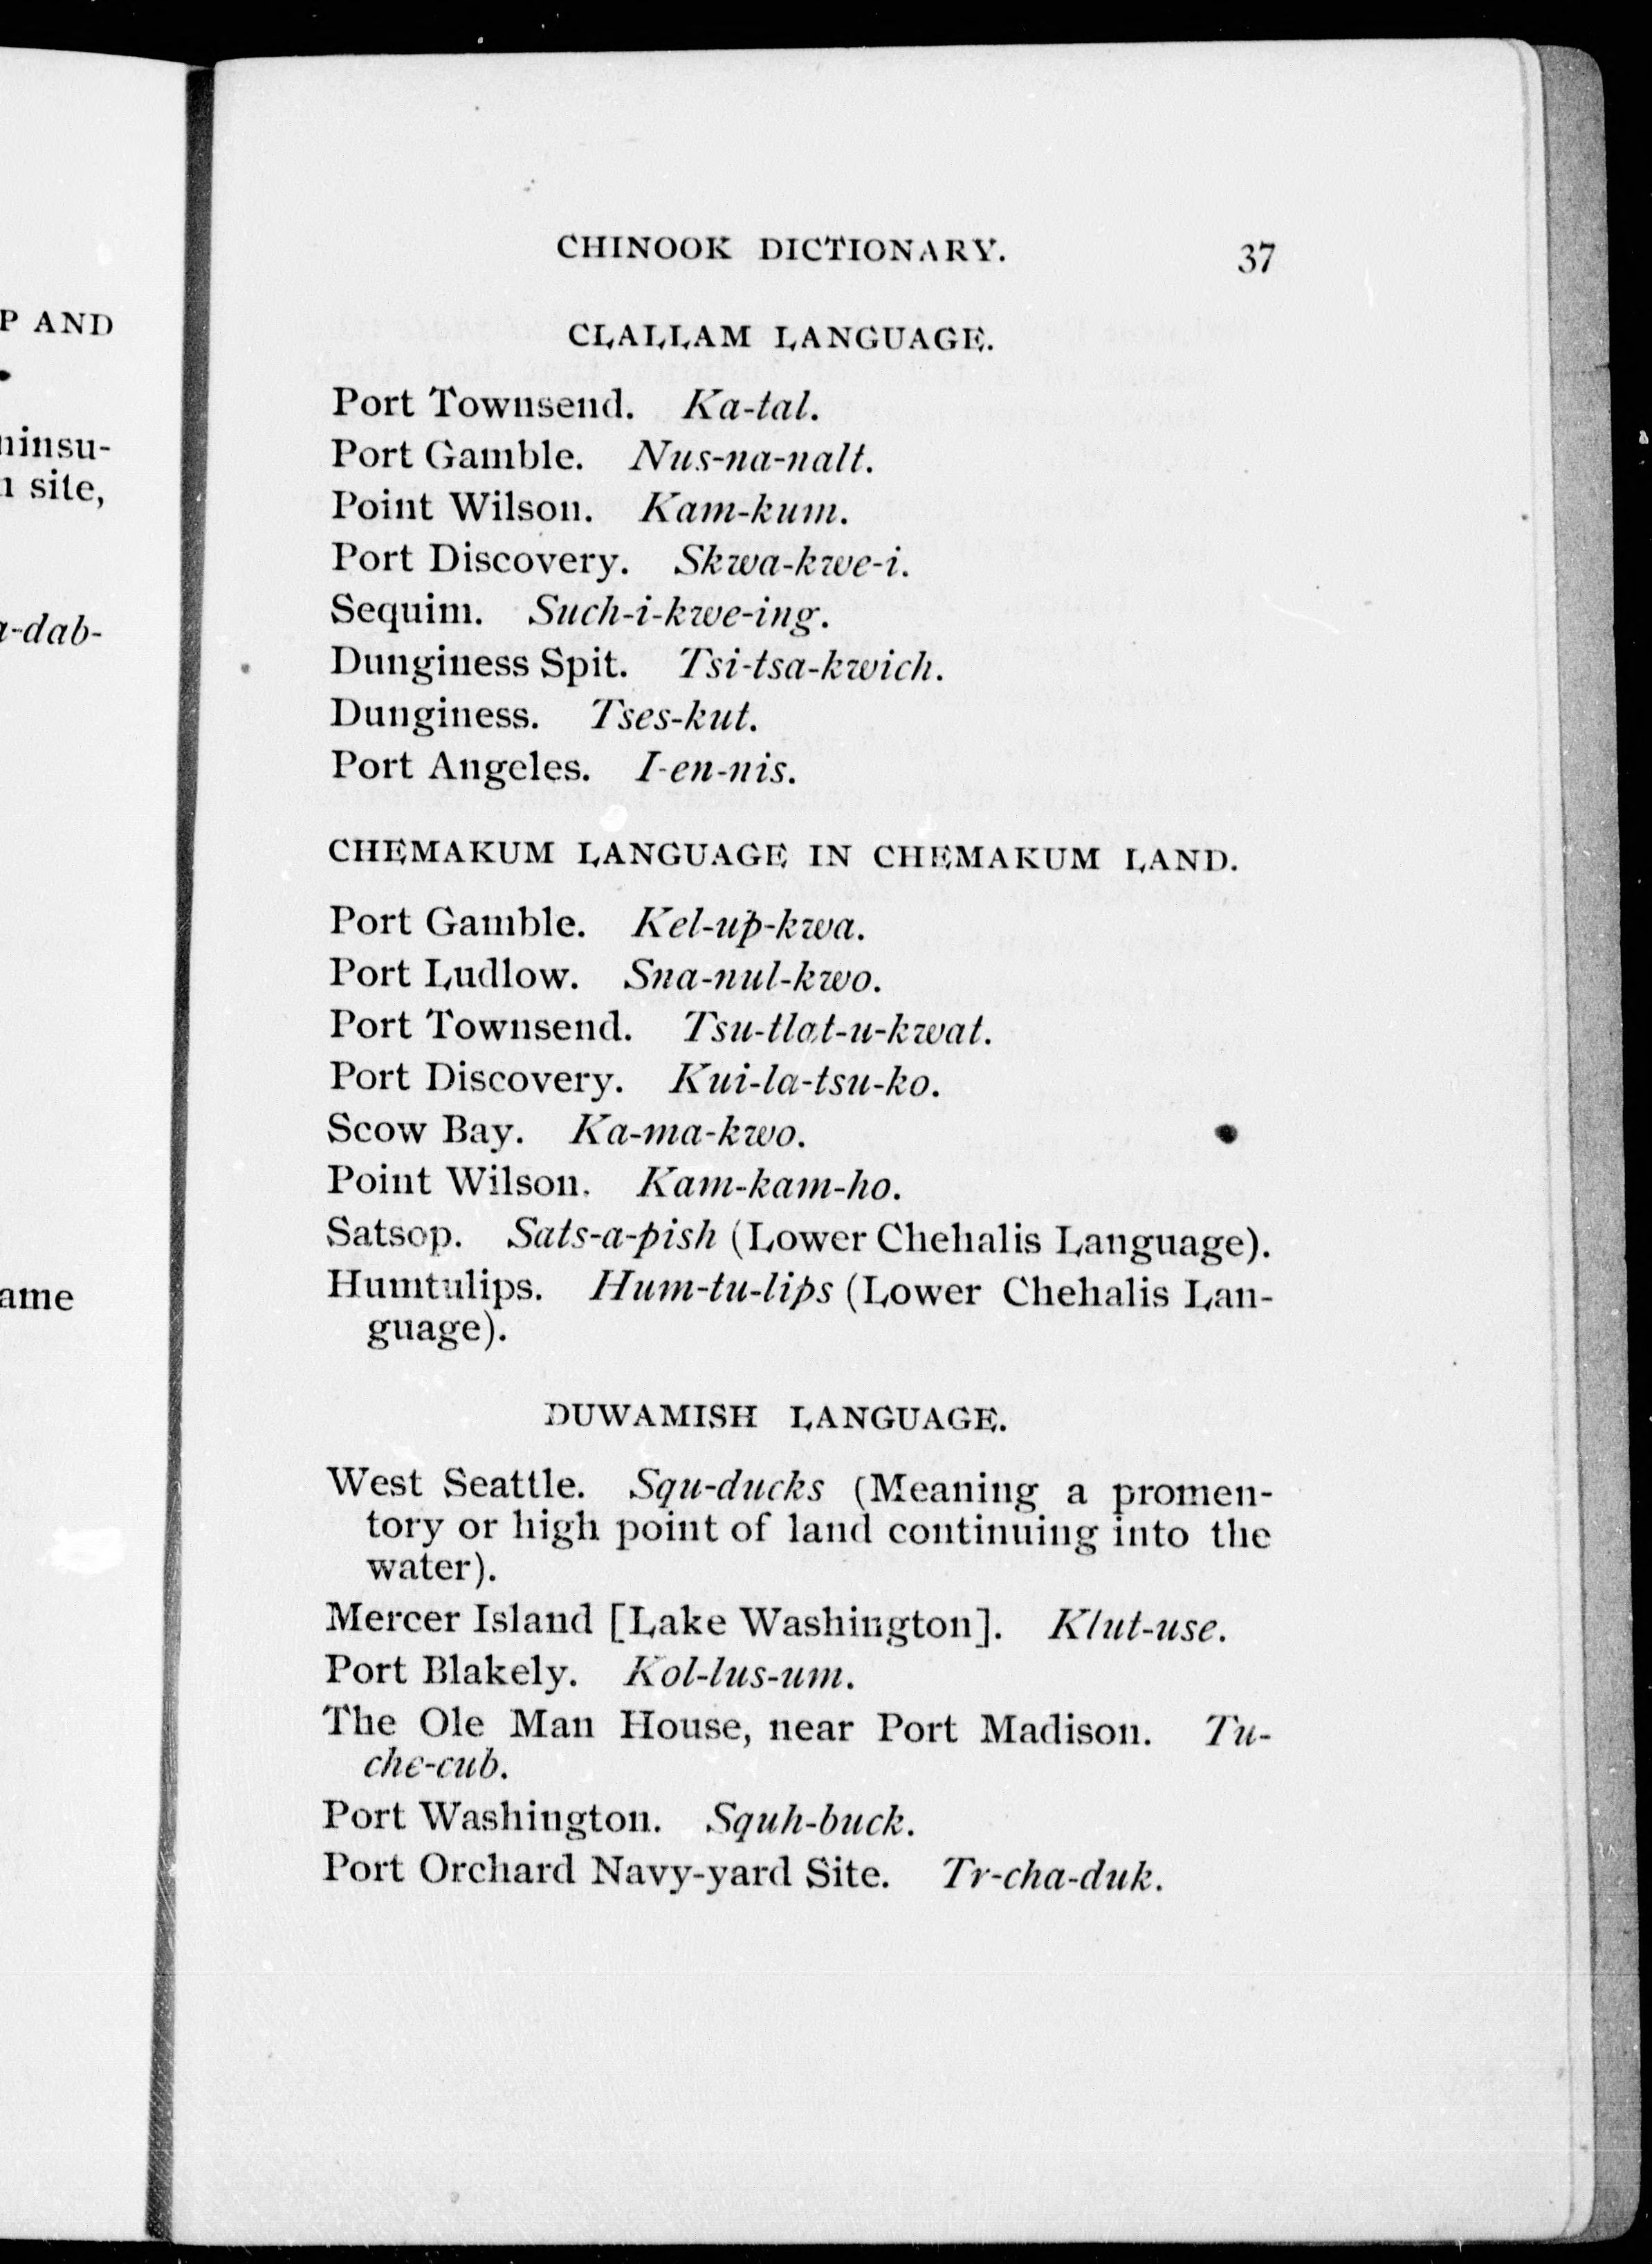 P AND
ninsu-
site,
a-dab-
ame
CHINOOK DICTIONARY. 37
CLALLAM LANGUAGE.
Port Townsend. Ka-tal.
Port Gamble. Nus-na-nalt.
Point Wilson. Kam-kum.
Port Discovery. Skwa-kwe-i.
Sequim. Such-i-kwe-ing.
Dunginess Spit. Tsi-tsa-kwich.
Dunginess. Tses-kut.
Port Angeles. I-en-nis.
CHEMAKUM LANGUAGE IN CHEMAKUM LAND.
Port Gamble. Kel-up-kwa.
Port Ludlow. Sna-nul-kwo.
Port Townsend. Tsu-tlat-u-kwat.
Port Discovery. Kui-la-tsu-ko.
Scow Bay. Ka-ma-kwo.
Point Wilson. Kam-kam-ho.
Satsop. Sats-a-pish (Lower Chehalis Language).
Humtulips. Hum-tu-lips (Lower Chehalis Lan-
guage).
DUWAMISH LANGUAGE.
West Seattle. Squ-ducks (Meaning a promen-
tory or high point of land continuing into the
water).
Mercer Island [Lake Washington]. Klut-use.
Port Blakely. Kol-lus-um.
The Ole Man House, near Port Madison. Tu-
che-cub.
Port Washington. Squh-buck.
Port Orchard Navy-yard Site. Tr-cha-duk.